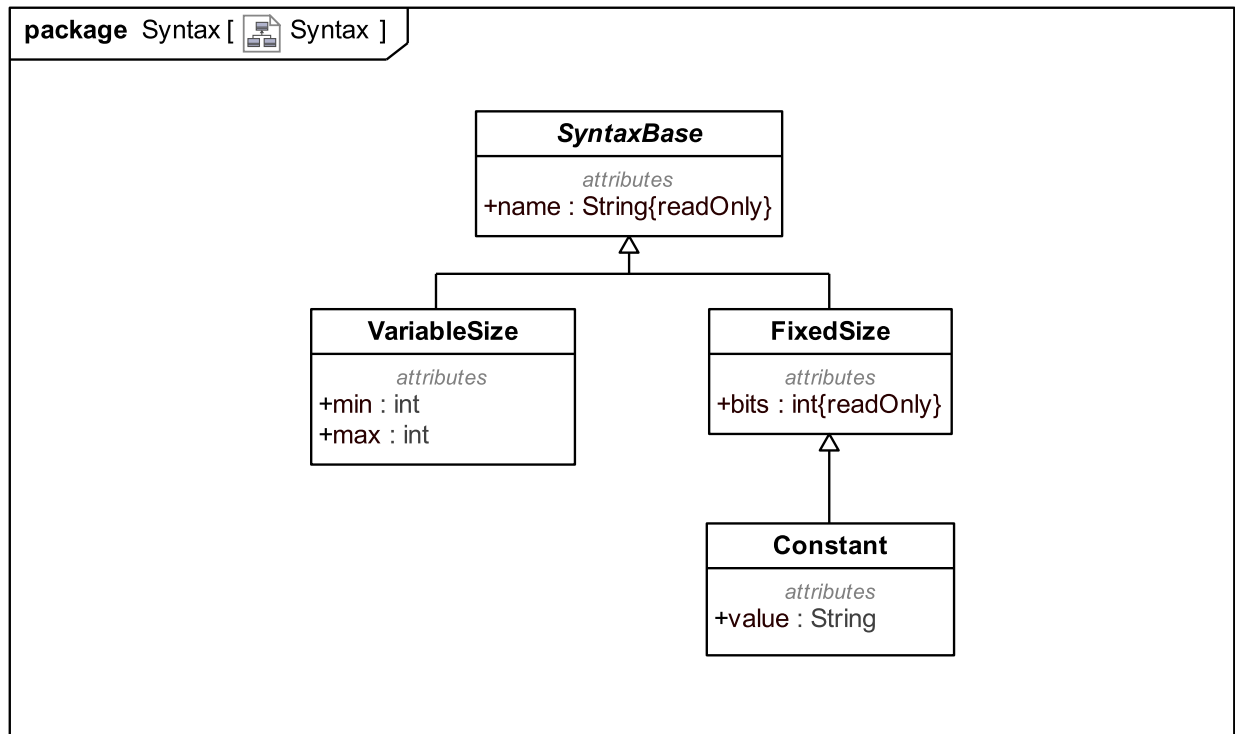 package Syntax [ Syntax ]
SyntaxBase
attributes
+name : String{readOnly}
VariableSize
attributes
+min : int
+max : int
FixedSize
attributes
+bits : int{readOnly}
Constant
attributes
+value : String